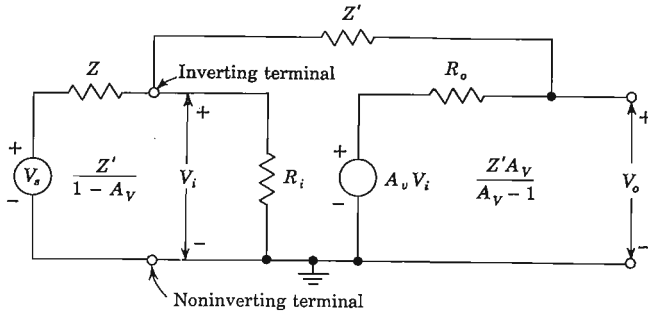 Z'
Z
Inverting terminal
R_o
+
+
+
+
V_s
Z'
1 - A_V
V_i
R_i
A_v V_i
Z' A_V
A_V - 1
V_o
-
-
-
-
Noninverting terminal